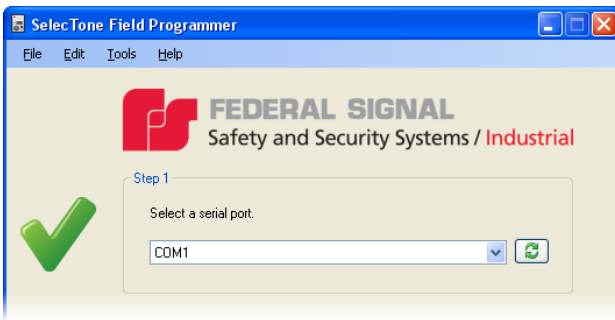 SelecTone Field Programmer
File Edit Tools Help
FEDERAL SIGNAL
Safety and Security Systems / Industrial
Step 1
Select a serial port.
COM1